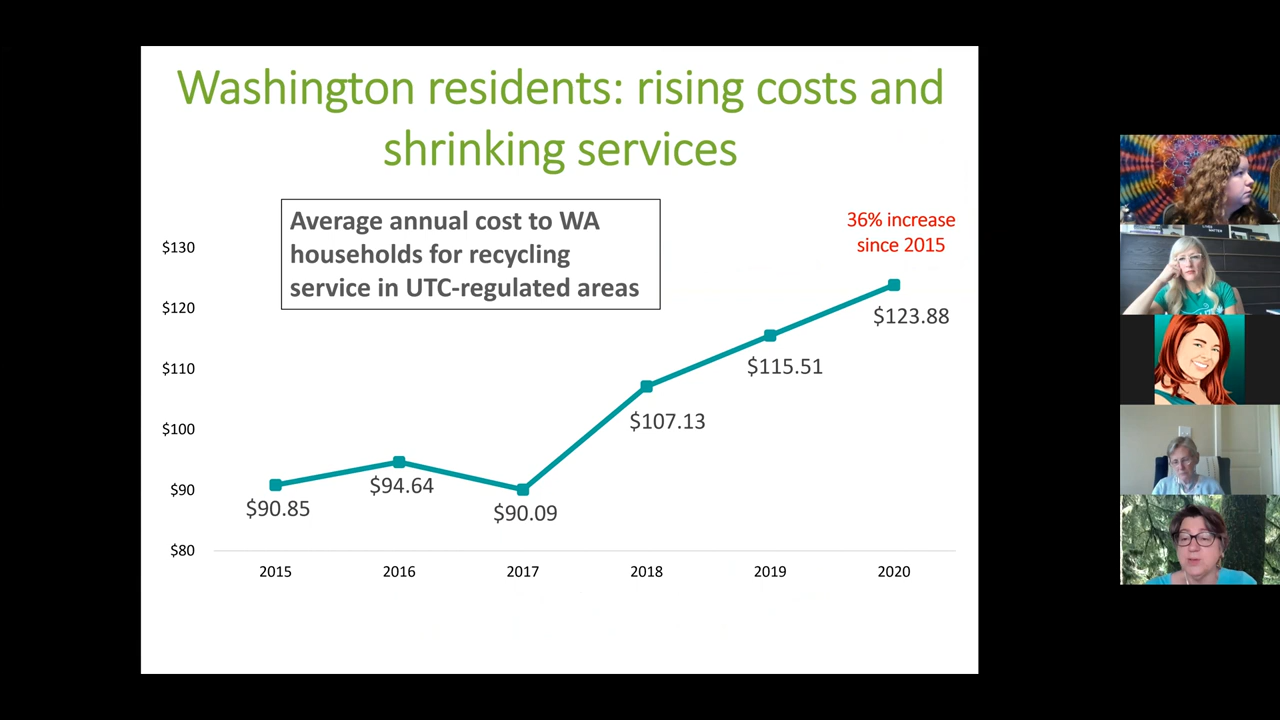 Washington residents: rising costs and
shrinking services
Average annual cost to WA
households for recycling
service in UTC-regulated areas
36% increase
since 2015
$130
$120
$110
$100
$90
$80
$90.85
$94.64
$90.09
$107.13
$115.51
$123.88
2015
2016
2017
2018
2019
2020